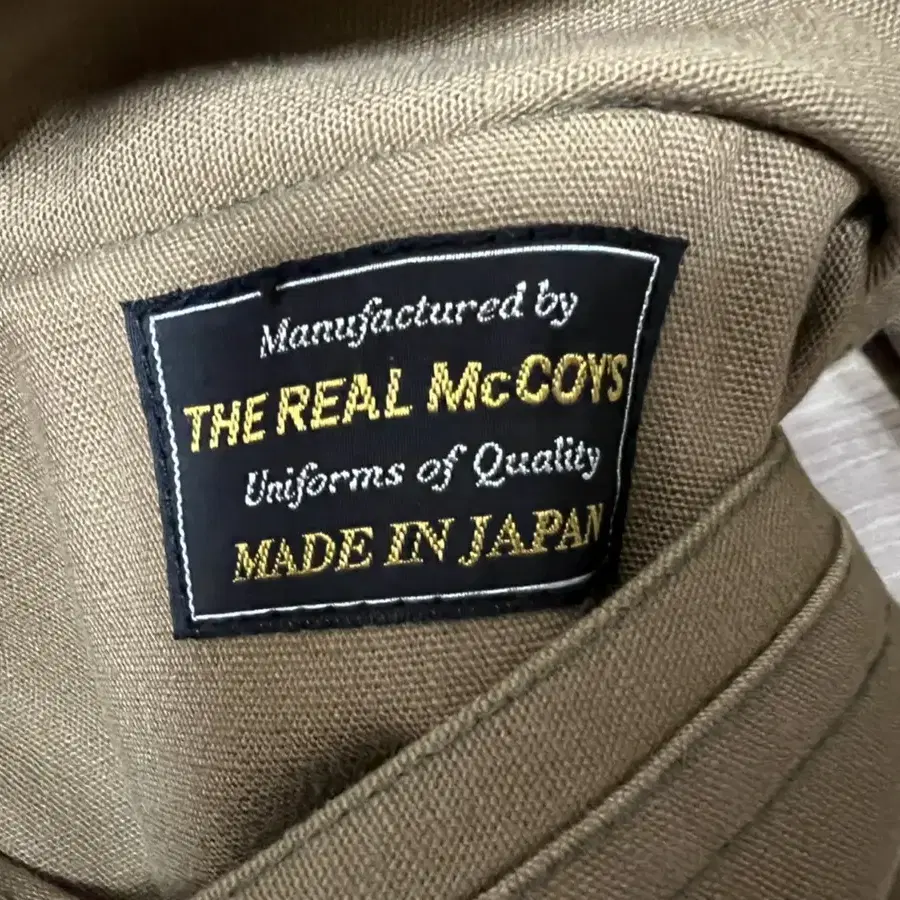 Manufactured by
THE REAL McCOYS
Uniforms of Quality
MADE IN JAPAN